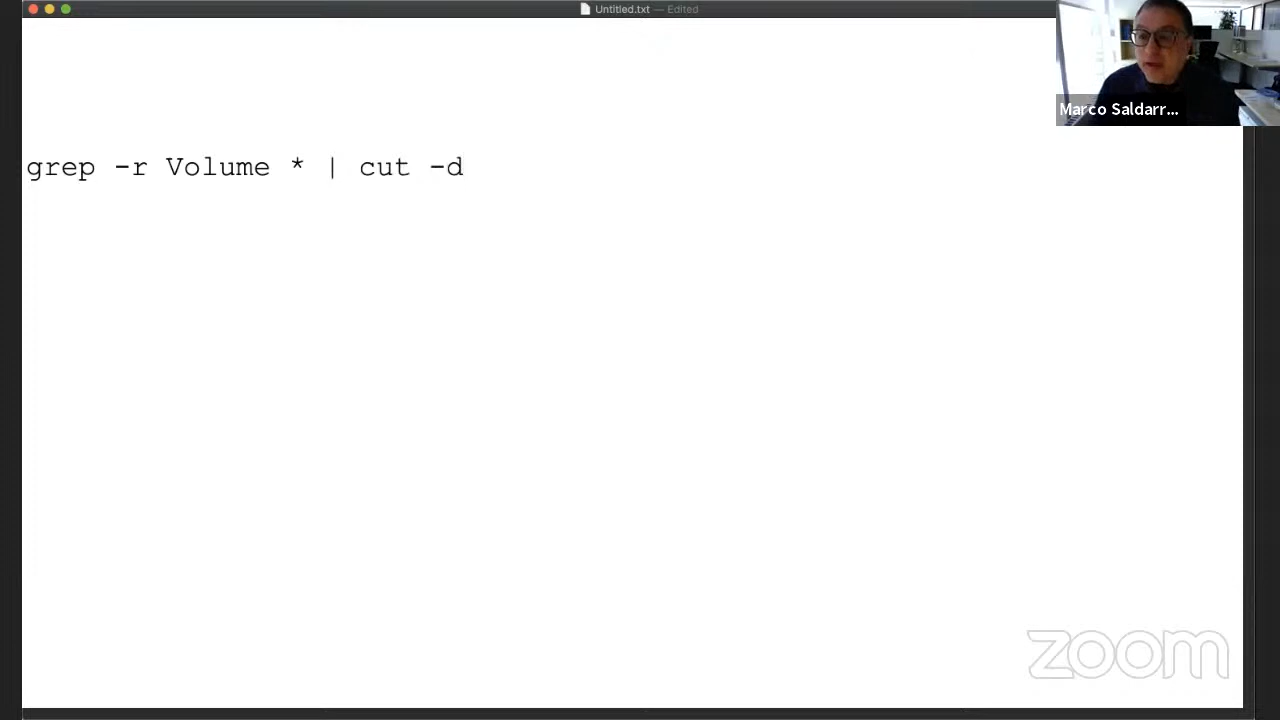 Untitled.txt — Edited
Marco Saldarr...
grep -r Volume * | cut -d
zoom